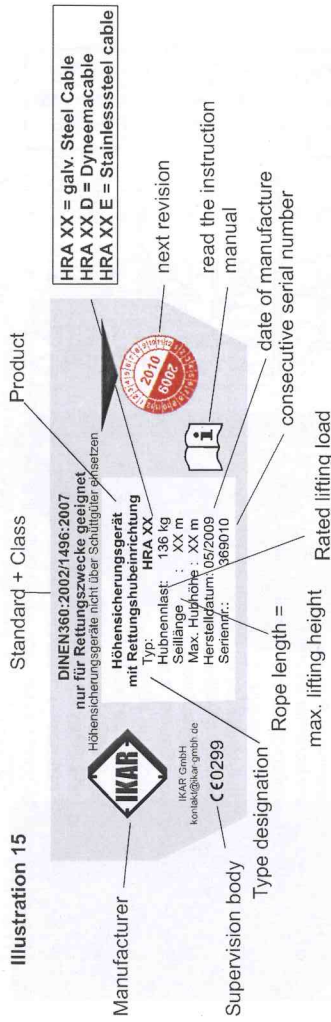 Illustration 15
Standard + Class
Product
HRA XX = galv. Steel Cable
HRA XX D = Dyneemacable
HRA XX E = Stainlesssteel cable
Manufacturer
IKAR
IKAR GmbH
kontakt@ikar-gmbh.de
CE0299
DINEN360:2002/1496:2007
nur für Rettungszwecke geeignet
Höhensicherungsgeräte nicht über Schüttgüter einsetzen
Höhensicherungsgerät
mit Rettungshubeinrichtung
Typ: HRA XX
Hubnennlast: 136 kg
Seillänge : XX m
Max. Hubhöhe : XX m
Herstelldatum: 05/2009
Seriennr.: 369010
2010
2009
next revision
read the instruction
manual
date of manufacture
consecutive serial number
Supervision body
Type designation
Rope length =
max. lifting height
Rated lifting load